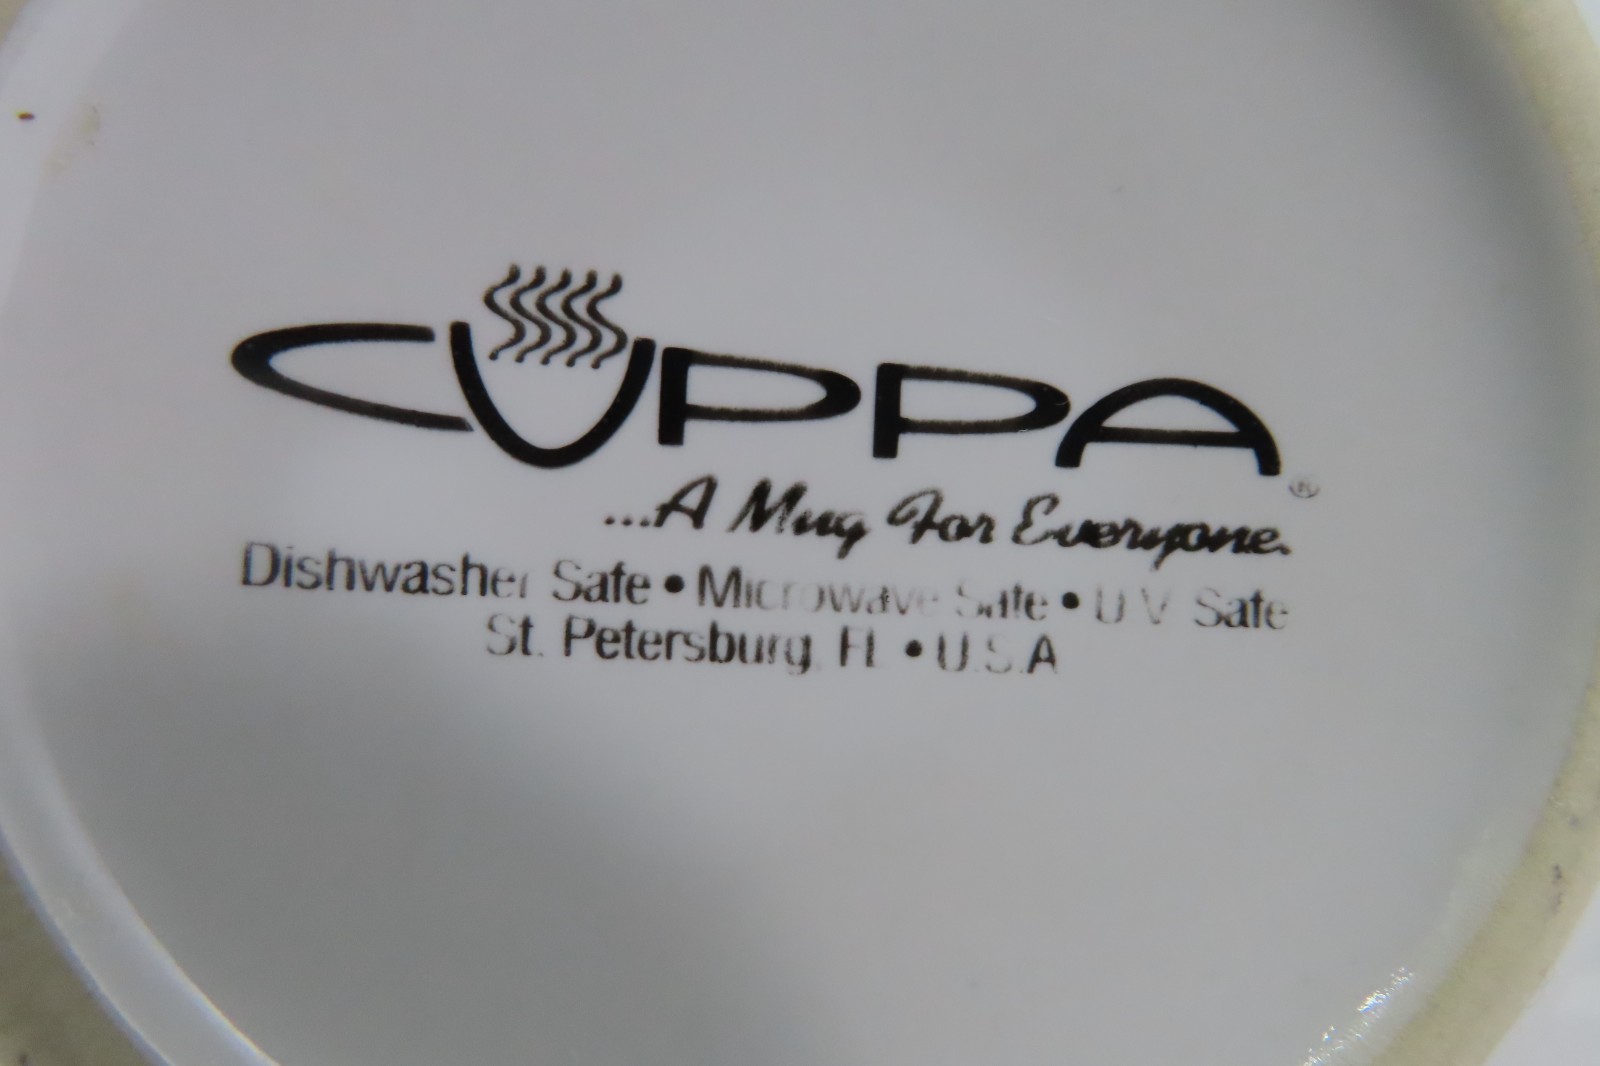 CUPPA®
...A Mug For Everyone.
Dishwasher Safe • Microwave Safe • U.V. Safe
St. Petersburg, FL • U.S.A